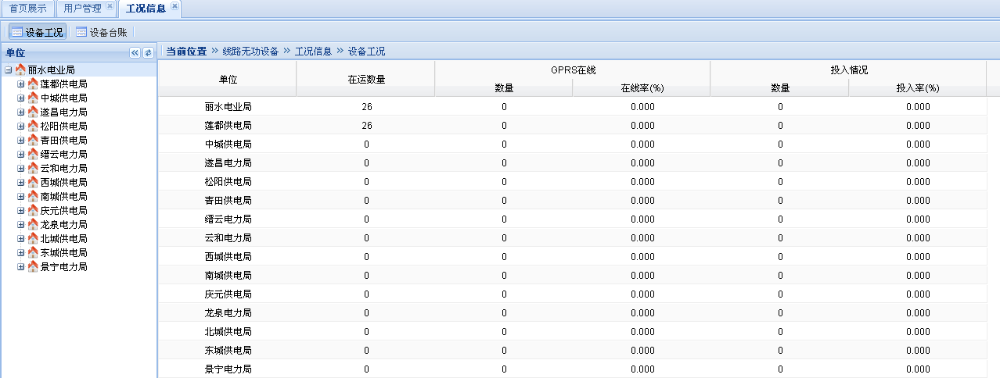 首页展示 用户管理 工况信息
设备工况 设备台账
单位
当前位置 » 线路无功设备 » 工况信息 » 设备工况
丽水电业局
莲都供电局
中城供电局
遂昌电力局
松阳供电局
青田供电局
缙云电力局
云和电力局
西城供电局
南城供电局
庆元供电局
龙泉电力局
北城供电局
东城供电局
景宁电力局
单位 在运数量 GPRS在线 投入情况
数量 在线率(%) 数量 投入率(%)
丽水电业局 26 0 0.000 0 0.000
莲都供电局 26 0 0.000 0 0.000
中城供电局 0 0 0.000 0 0.000
遂昌电力局 0 0 0.000 0 0.000
松阳供电局 0 0 0.000 0 0.000
青田供电局 0 0 0.000 0 0.000
缙云电力局 0 0 0.000 0 0.000
云和电力局 0 0 0.000 0 0.000
西城供电局 0 0 0.000 0 0.000
南城供电局 0 0 0.000 0 0.000
庆元供电局 0 0 0.000 0 0.000
龙泉电力局 0 0 0.000 0 0.000
北城供电局 0 0 0.000 0 0.000
东城供电局 0 0 0.000 0 0.000
景宁电力局 0 0 0.000 0 0.000